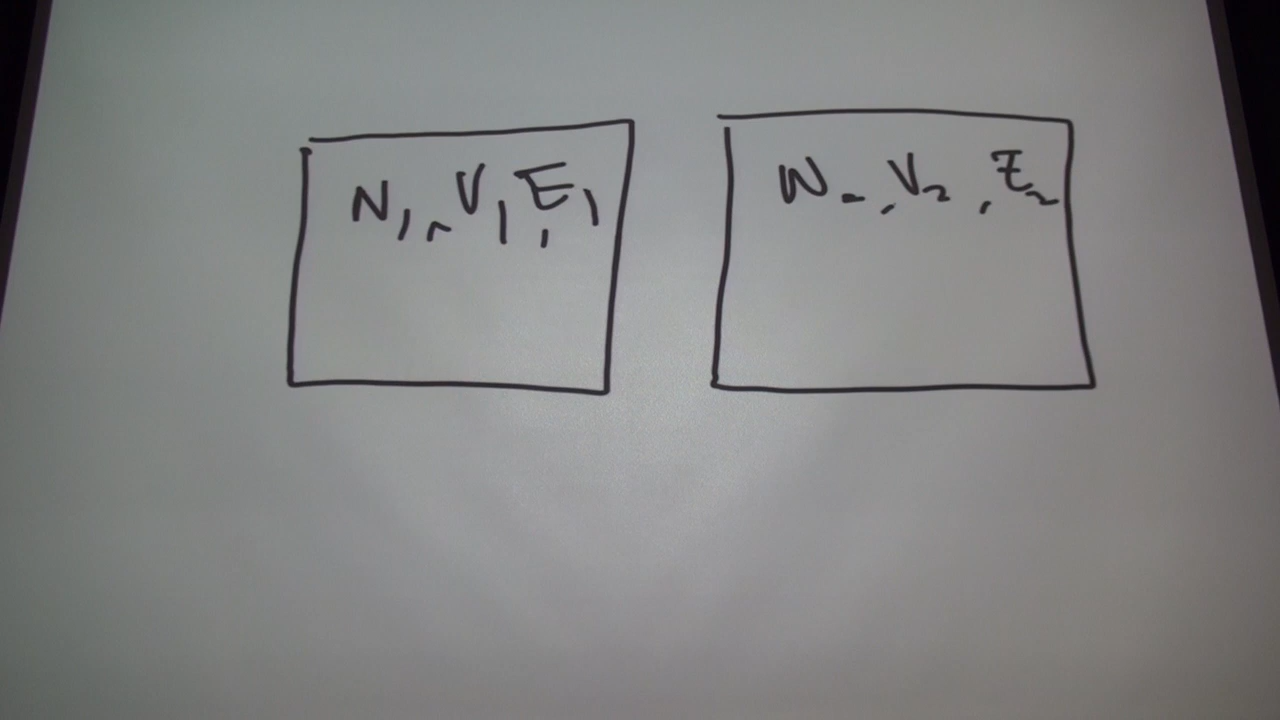 N₁, V₁, E₁
N₂, V₂, E₂